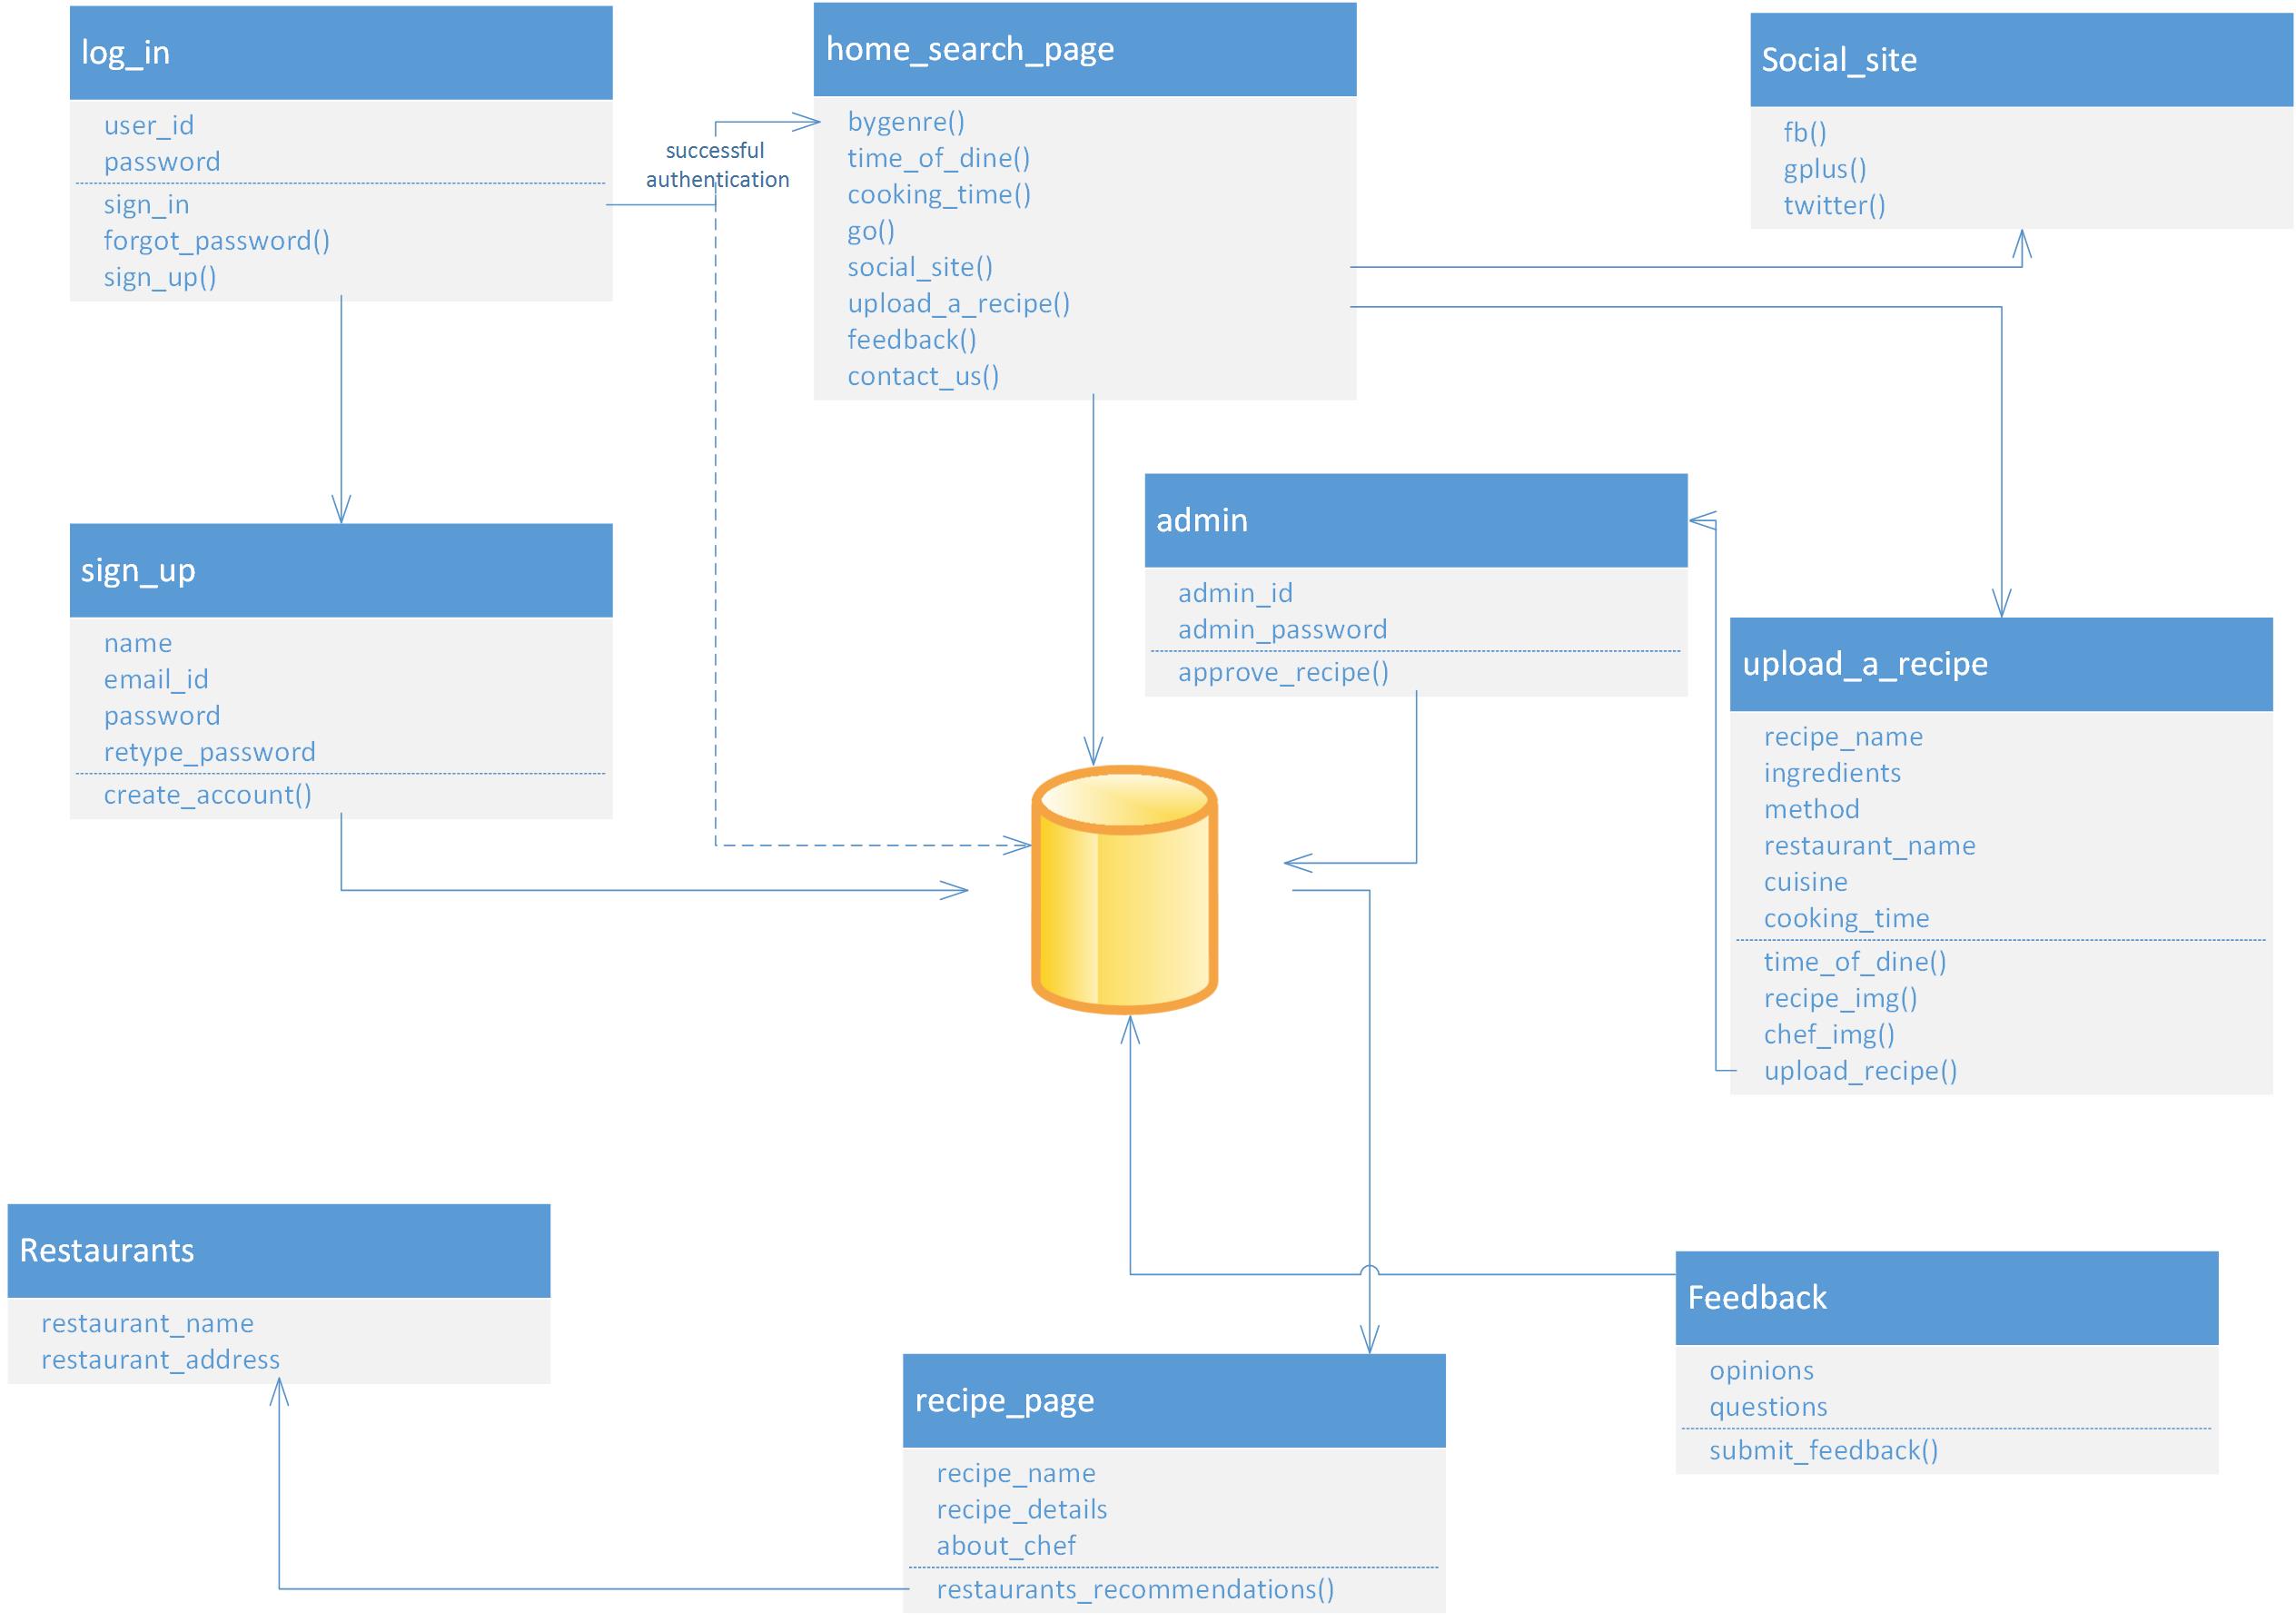 log_in
user_id
password
sign_in
forgot_password()
sign_up()
successful
authentication
home_search_page
bygenre()
time_of_dine()
cooking_time()
go()
social_site()
upload_a_recipe()
feedback()
contact_us()
Social_site
fb()
gplus()
twitter()
sign_up
name
email_id
password
retype_password
create_account()
admin
admin_id
admin_password
approve_recipe()
upload_a_recipe
recipe_name
ingredients
method
restaurant_name
cuisine
cooking_time
time_of_dine()
recipe_img()
chef_img()
upload_recipe()
Restaurants
restaurant_name
restaurant_address
recipe_page
recipe_name
recipe_details
about_chef
restaurants_recommendations()
Feedback
opinions
questions
submit_feedback()